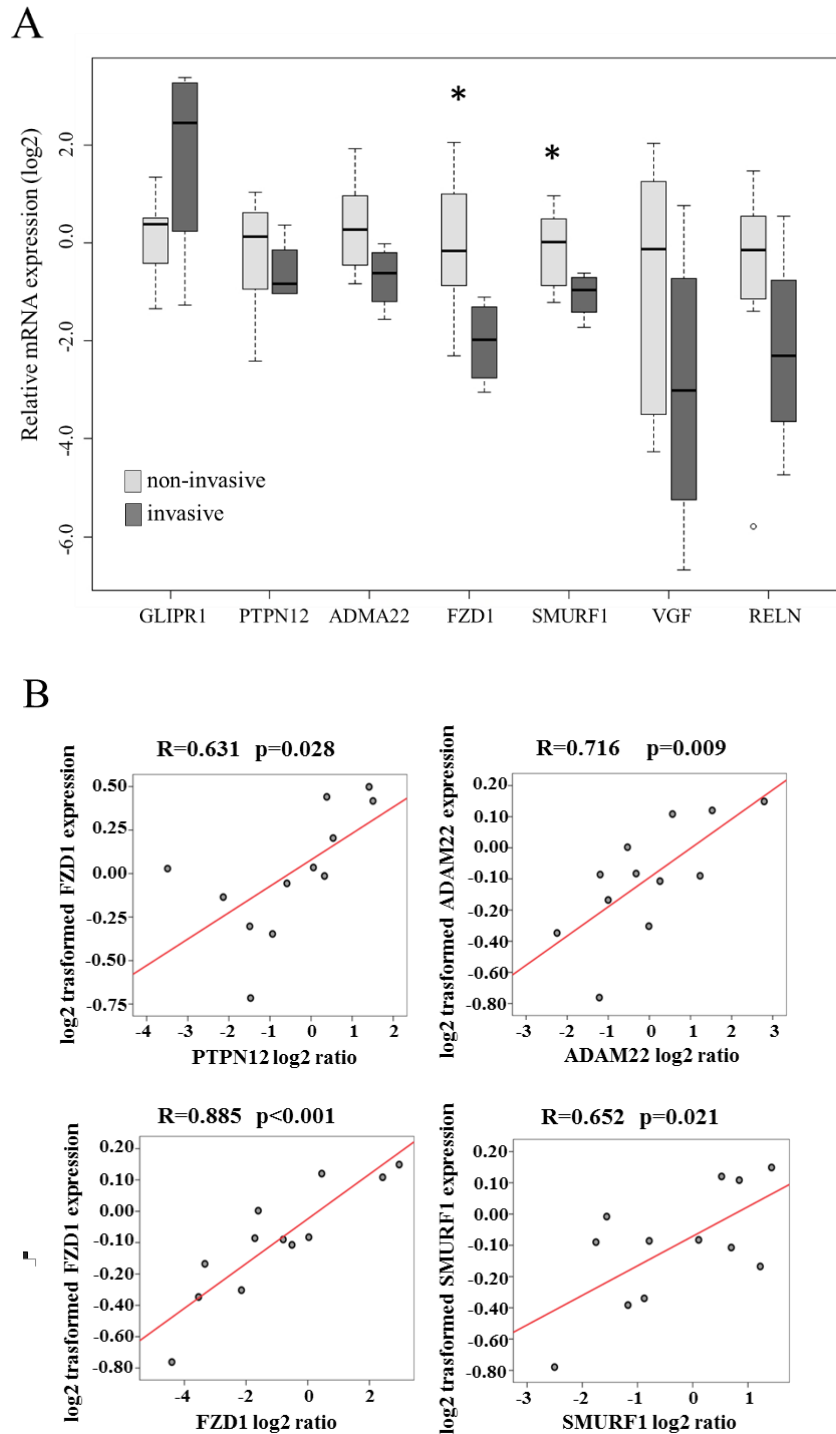 A
Relative mRNA expression (log2)
2.0
0.0
-2.0
-4.0
-6.0
*
*
non-invasive
invasive
GLIPR1 PTPN12 ADMA22 FZD1 SMURF1 VGF RELN
B
R=0.631 p=0.028
log2 trasformed FZD1 expression
0.50
0.25
0.00
-0.25
-0.50
-0.75
-4 -3 -2 -1 0 1 2
PTPN12 log2 ratio
R=0.716 p=0.009
log2 trasformed ADAM22 expression
0.20
0.10
0.00
-0.10
-0.20
-0.40
-0.60
-0.80
-3 -2 -1 0 1 2 3
ADAM22 log2 ratio
R=0.885 p<0.001
log2 trasformed FZD1 expression
0.20
0.10
0.00
-0.10
-0.20
-0.40
-0.60
-0.80
-4 -2 0 2
FZD1 log2 ratio
R=0.652 p=0.021
log2 trasformed SMURF1 expression
0.20
0.10
0.00
-0.10
-0.20
-0.40
-0.60
-0.80
-3 -2 -1 0 1
SMURF1 log2 ratio